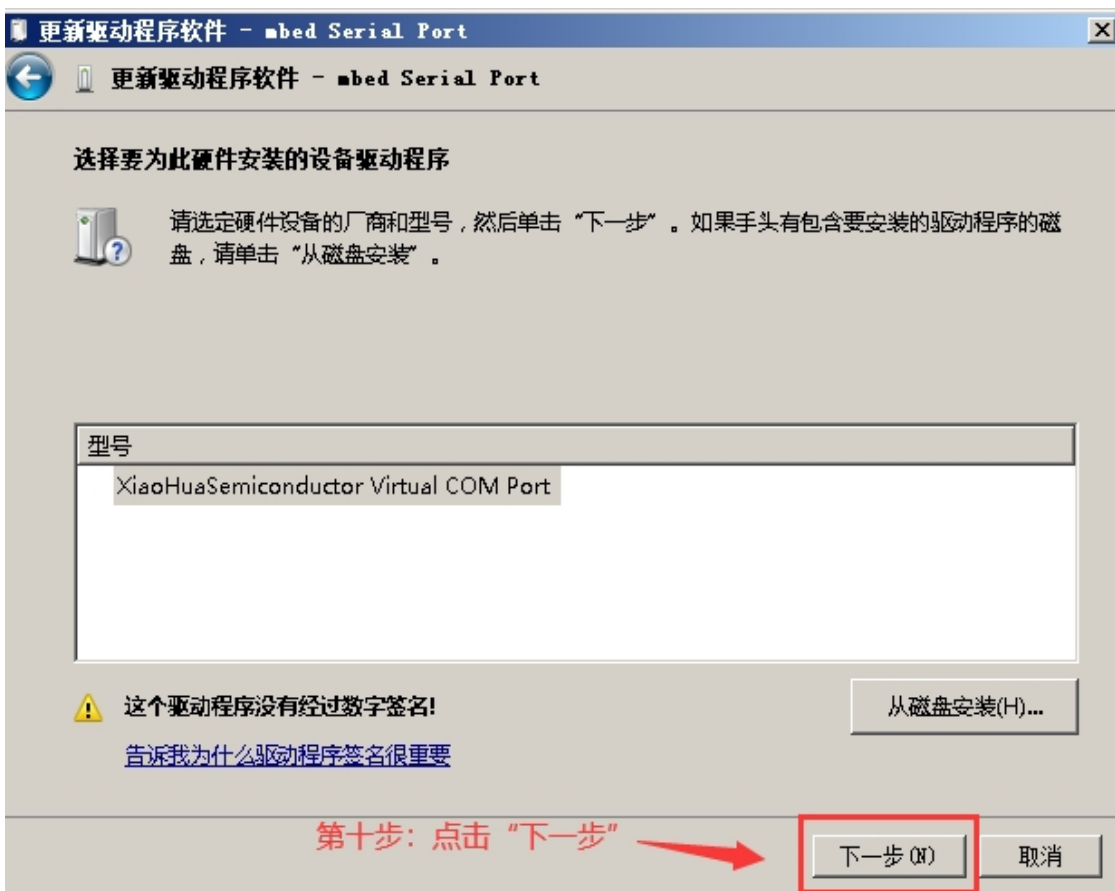 更新驱动程序软件 - mbed Serial Port
更新驱动程序软件 - mbed Serial Port
选择要为此硬件安装的设备驱动程序
请选定硬件设备的厂商和型号，然后单击“下一步”。如果手头有包含要安装的驱动程序的磁
盘，请单击“从磁盘安装”。
型号
XiaoHuaSemiconductor Virtual COM Port
这个驱动程序没有经过数字签名!
从磁盘安装(H)...
告诉我为什么驱动程序签名很重要
第十步：点击“下一步”
下一步(N)
取消